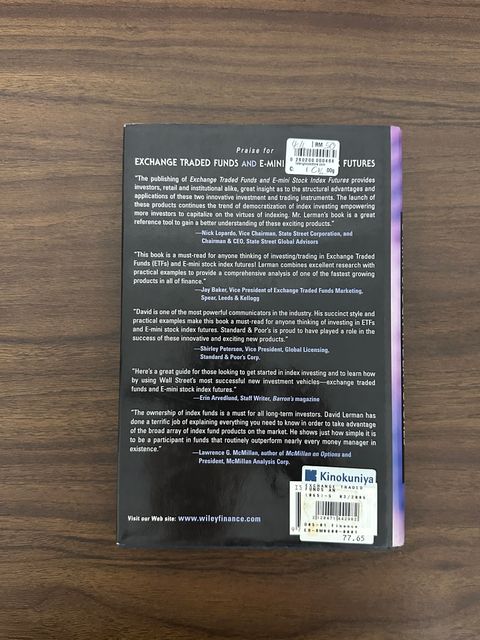 Praise for
EXCHANGE TRADED FUNDS AND E-MINI FUTURES
"The publishing of Exchange Traded Funds and E-mini Stock Index Futures provides
investors, retail and institutional alike, great insight as to the structural advantages and
applications of these two innovative investment and trading instruments. The launch of
these products continues the trend of democratization of index investing empowering
more investors to capitalize on the virtues of indexing. Mr. Lerman's book is a great
reference tool to gain a better understanding of these exciting products."
—Nick Lopardo, Vice Chairman, State Street Corporation, and
Chairman & CEO, State Street Global Advisors
"This book is a must-read for anyone thinking of investing/trading in Exchange Traded
Funds (ETFs) and E-mini stock index futures! Lerman combines excellent research with
practical examples to provide a comprehensive analysis of one of the fastest growing
products in all of finance."
—Jay Baker, Vice President of Exchange Traded Funds Marketing,
Spear, Leeds & Kellogg
"David is one of the most powerful communicators in the industry. His succinct style and
practical examples make this book a must-read for anyone thinking of investing in ETFs
and E-mini stock index futures. Standard & Poor's is proud to have played a role in the
success of these innovative and exciting new products."
—Shirley Petersen, Vice President, Global Licensing,
Standard & Poor's Corp.
"Here's a great guide for those looking to get started in index investing and to learn how
by using Wall Street's most successful new investment vehicles—exchange traded
funds and E-mini stock index futures."
—Erin Arvedlund, Staff Writer, Barron's magazine
"The ownership of index funds is a must for all long-term investors. David Lerman has
done a terrific job of explaining everything you need to know in order to take advantage
of the broad array of index fund products on the market. He shows just how simple it is
to be a participant in funds that routinely outperform nearly every money manager in
existence."
—Lawrence G. McMillan, author of McMillan on Options and
President, McMillan Analysis Corp.
Kinokuniya
EXCHANGE TRADED
FUNDS AN
77.65
Visit our Web site: www.wileyfinance.com